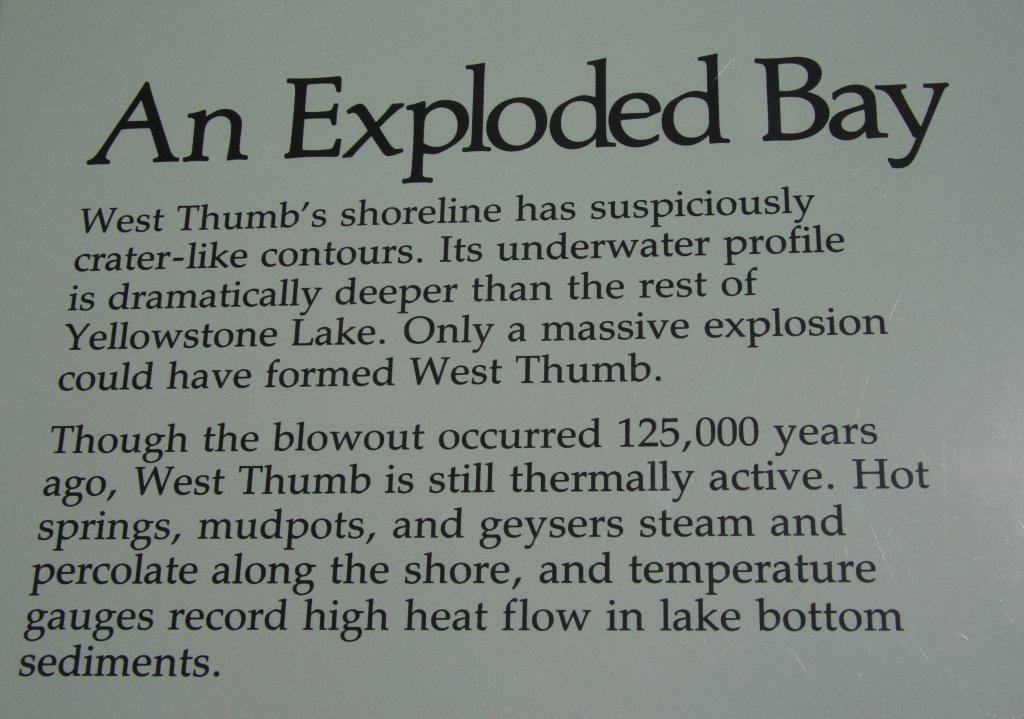 An Exploded Bay
West Thumb's shoreline has suspiciously
crater-like contours. Its underwater profile
is dramatically deeper than the rest of
Yellowstone Lake. Only a massive explosion
could have formed West Thumb.
Though the blowout occurred 125,000 years
ago, West Thumb is still thermally active. Hot
springs, mudpots, and geysers steam and
percolate along the shore, and temperature
gauges record high heat flow in lake bottom
sediments.